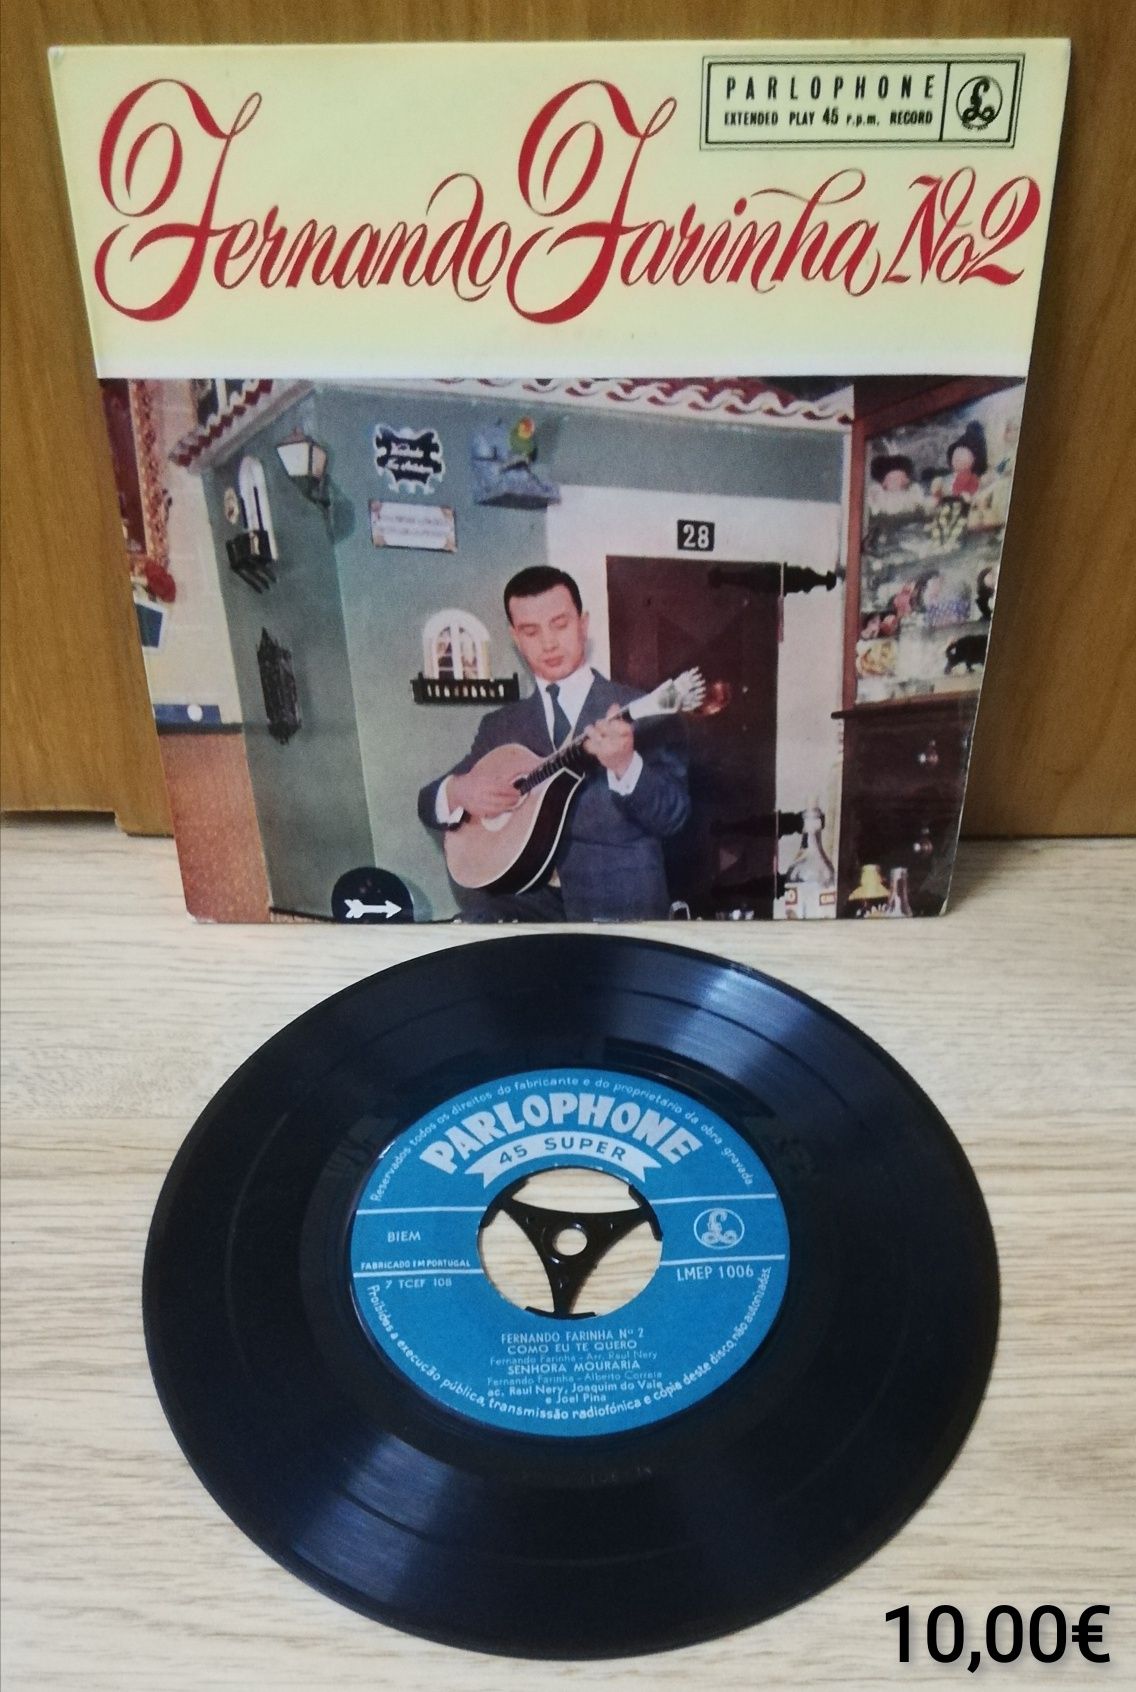 PARLOPHONE
EXTENDED PLAY 45 r.p.m. RECORD
Fernando Farinha No2
28
Reservados todos os direitos do fabricante e do proprietário da obra gravada.
PARLOPHONE
45 SUPER
BIEM
FABRICADO EM PORTUGAL
7 TCEF 108
LMEP 1006
FERNANDO FARINHA Nº 2
COMO EU TE QUERO
Fernando Farinha - Arr. Raul Nery
SENHORA MOURARIA
Fernando Farinha - Alberto Correia
ac. Raul Nery, Joaquim do Vale
e Joel Pina
Proibidas a execução pública, transmissão radiofónica e cópia deste disco, não autorizadas.
10,00€